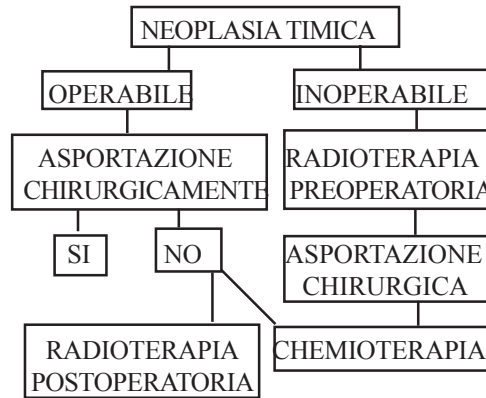 NEOPLASIA TIMICA
OPERABILE
INOPERABILE
ASPORTAZIONE
CHIRURGICAMENTE
RADIOTERAPIA
PREOPERATORIA
SI
NO
ASPORTAZIONE
CHIRURGICA
RADIOTERAPIA
POSTOPERATORIA
CHEMIOTERAPIA